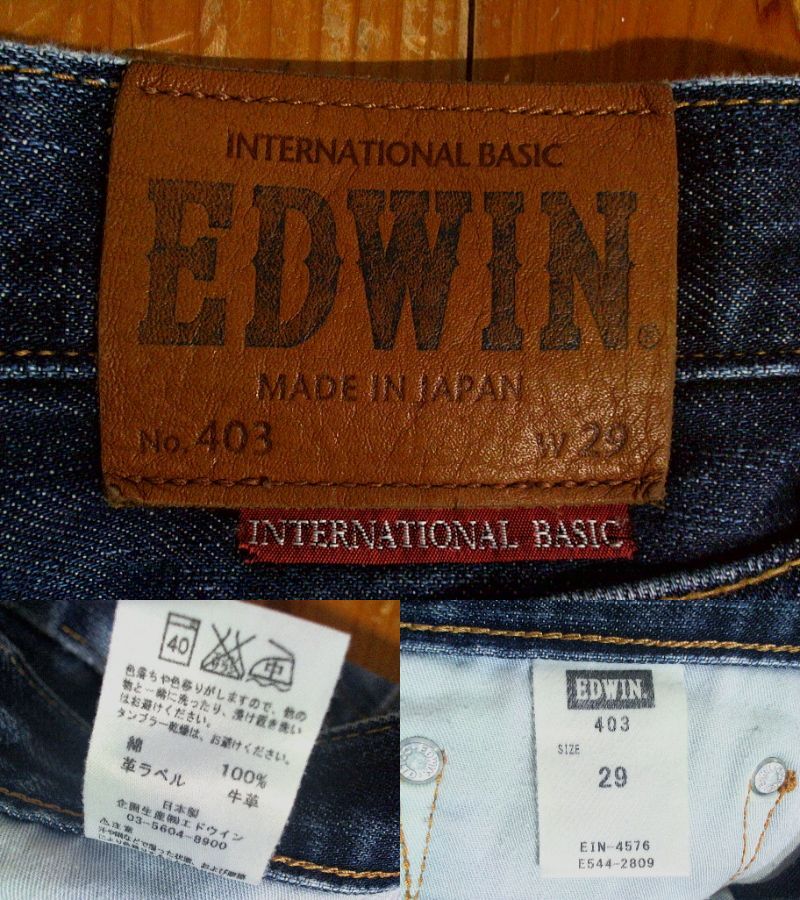 INTERNATIONAL BASIC
EDWIN®
MADE IN JAPAN
No. 403 W 29
INTERNATIONAL BASIC
40 中
色落ちや色移りがしますので、他の
物と一緒に洗ったり、漬け置き洗い
はお避けください。
タンブラー乾燥は、お避けください。
綿 100%
革ラベル 牛革
日本製
企画生産㈱エドウイン
03-5604-8900
⚠注意
EDWIN.
403
SIZE
29
EIN-4576
E544-2809